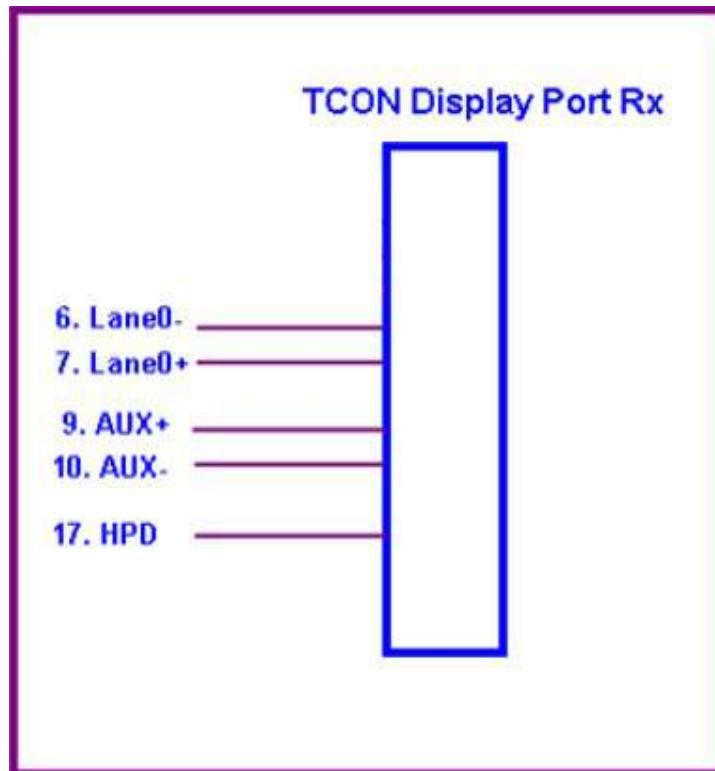 TCON Display Port Rx
6. Lane0-
7. Lane0+
9. AUX+
10. AUX-
17. HPD